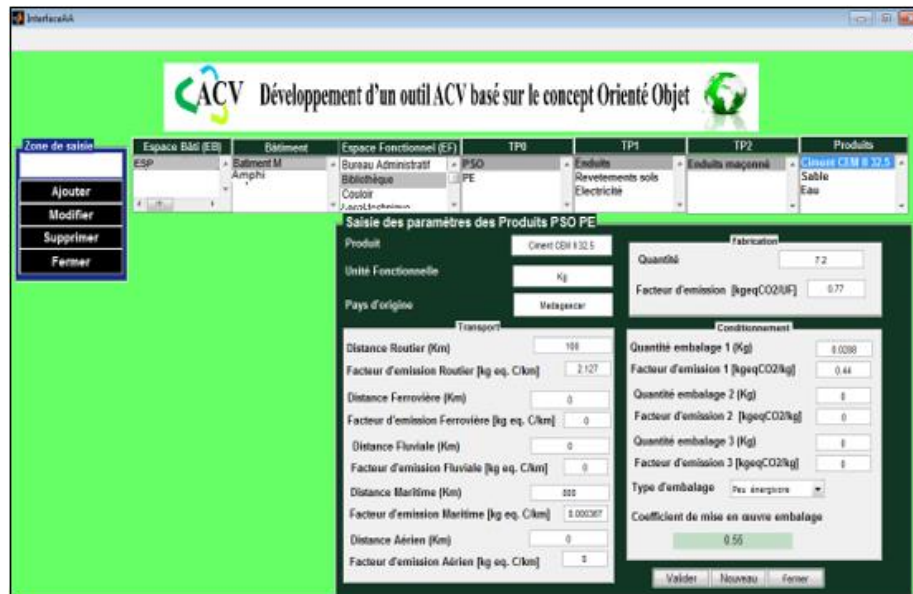 InterfaceAA
ACV Développement d'un outil ACV basé sur le concept Orienté Objet
Zone de saisie
Ajouter
Modifier
Supprimer
Fermer
Espace Bâti (EB) Bâtiment Espace Fonctionnel (EF) TP0 TP1 TP2 Produits
ESP Batiment M Bureau Administratif PSO Enduits Enduits maçonné Ciment CEM II 32.5
Amphi Bibliothèque PE Revetements sols Sable
Couloir Electricité Eau
Local technique
Saisie des paramètres des Produits PSO PE
Produit Ciment CEM II 32.5
Unité Fonctionnelle Kg
Pays d'origine Madagascar
Fabrication
Quantité 7.2
Facteur d'emission [kgeqCO2/UF] 0.77
Transport
Distance Routier (Km) 100
Facteur d'emission Routier [kg eq. C/km] 2.127
Distance Ferrovière (Km) 0
Facteur d'emission Ferrovière [kg eq. C/km] 0
Distance Fluviale (Km) 0
Facteur d'emission Fluviale [kg eq. C/km] 0
Distance Maritime (Km) 800
Facteur d'emission Maritime [kg eq. C/km] 0.000367
Distance Aérien (Km) 0
Facteur d'emission Aérien [kg eq. C/km]
Conditionnement
Quantité embalage 1 (Kg) 0.0288
Facteur d'emission 1 [kgeqCO2/kg] 0.44
Quantité embalage 2 (Kg) 0
Facteur d'emission 2 [kgeqCO2/kg] 0
Quantité embalage 3 (Kg) 0
Facteur d'emission 3 [kgeqCO2/kg] 0
Type d'embalage Peu énergivore
Coefficient de mise en œuvre embalage
0.55
Valider Nouveau Fermer